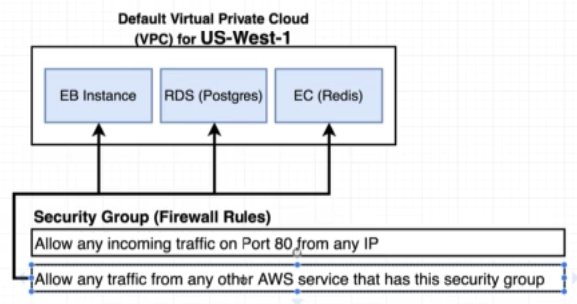 Default Virtual Private Cloud
(VPC) for US-West-1
EB Instance
RDS (Postgres)
EC (Redis)
Security Group (Firewall Rules)
Allow any incoming traffic on Port 80 from any IP
Allow any traffic from any other AWS service that has this security group